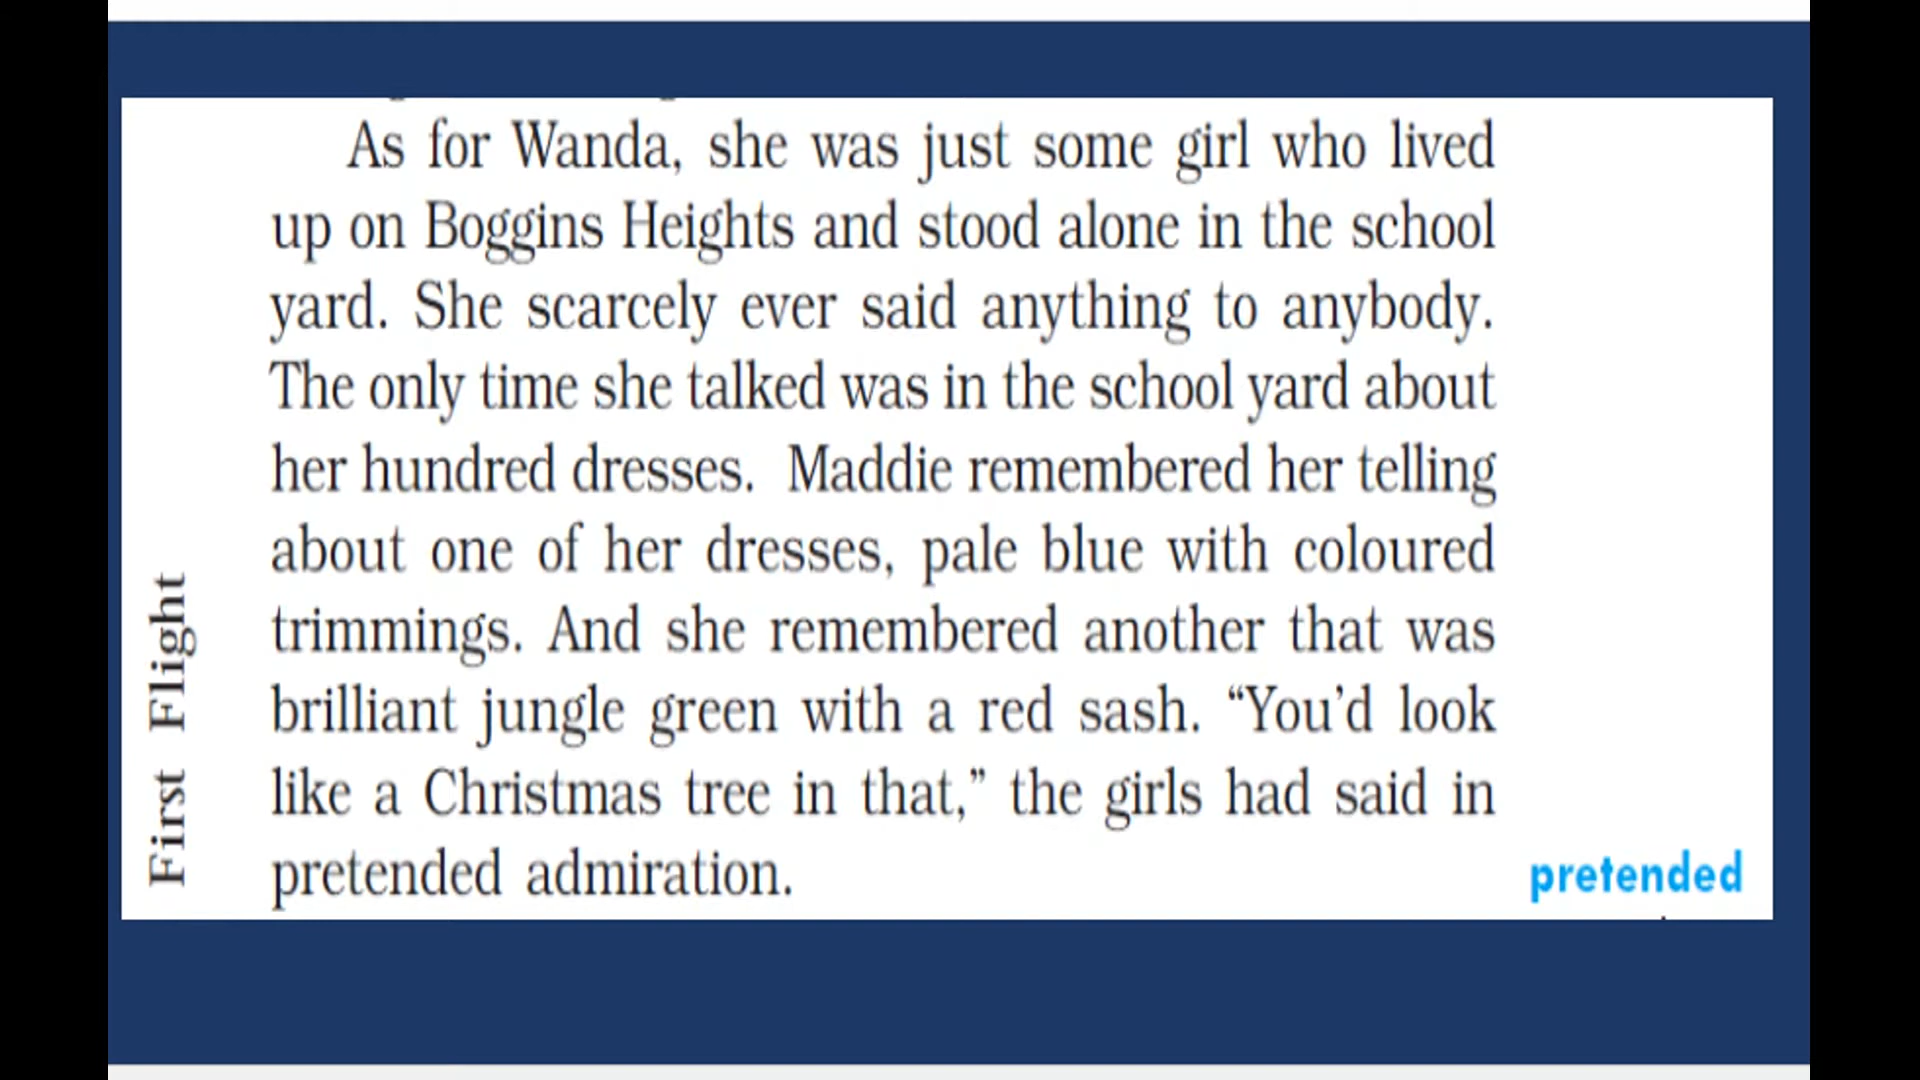 As for Wanda, she was just some girl who lived
up on Boggins Heights and stood alone in the school
yard. She scarcely ever said anything to anybody.
The only time she talked was in the school yard about
her hundred dresses. Maddie remembered her telling
about one of her dresses, pale blue with coloured
trimmings. And she remembered another that was
brilliant jungle green with a red sash. “You’d look
like a Christmas tree in that,” the girls had said in
pretended admiration.
pretended
First Flight